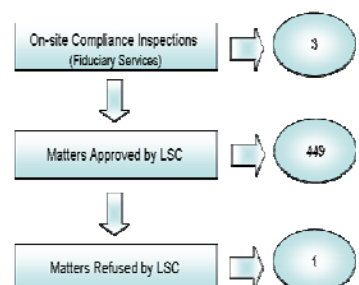 On-site Compliance Inspections
(Fiduciary Services)
3
Matters Approved by LSC
449
Matters Refused by LSC
1